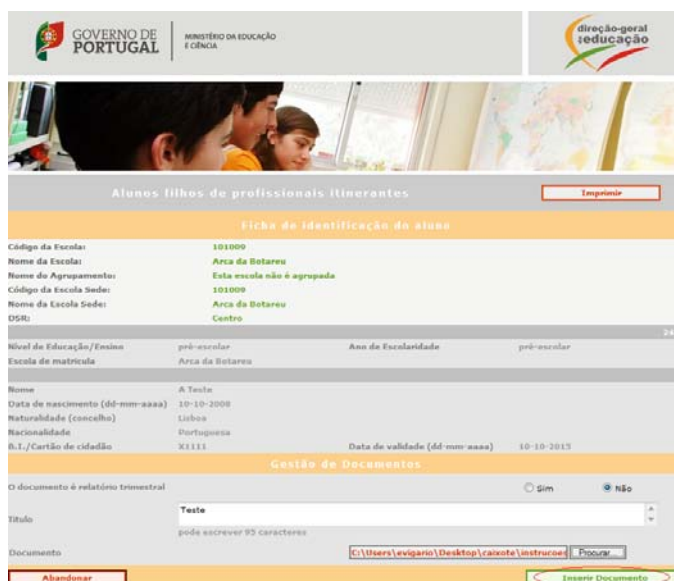 GOVERNO DE
PORTUGAL
MINISTÉRIO DA EDUCAÇÃO
E CIÊNCIA
direção-geral
:educação
Alunos filhos de profissionais itinerantes
Imprimir
Ficha de identificação do aluno
Código da Escola: 101009
Nome da Escola: Arca da Botareu
Nome do Agrupamento: Esta escola não é agrupada
Código da Escola Sede: 101009
Nome da Escola Sede: Arca da Botareu
DSR: Centro
24
Nível de Educação/Ensino pré-escolar Ano de Escolaridade pré-escolar
Escola de matrícula Arca da Botareu
Nome A Teste
Data de nascimento (dd-mm-aaaa) 10-10-2008
Naturalidade (concelho) Lisboa
Nacionalidade Portuguesa
B.I./Cartão de cidadão X1111 Data de validade (dd-mm-aaaa) 10-10-2015
Gestão de Documentos
O documento é relatório trimestral Sim Não
Título Teste
pode escrever 95 caracteres
Documento C:\Users\evigario\Desktop\caixote\instrucoes Procurar...
Abandonar Inserir Documento